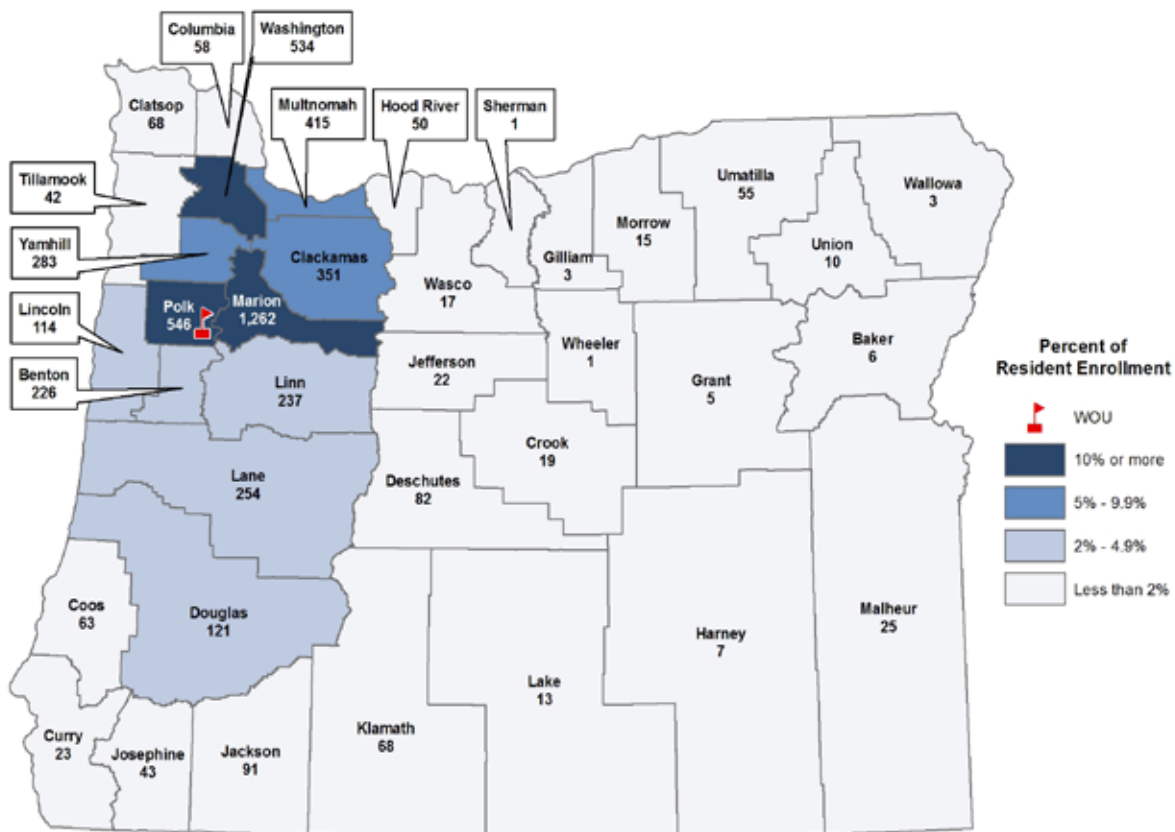 Columbia
58
Washington
534
Clatsop
68
Multnomah
415
Hood River
50
Sherman
1
Tillamook
42
Umatilla
55
Wallowa
3
Morrow
15
Union
10
Yamhill
283
Clackamas
351
Gilliam
3
Wasco
17
Lincoln
114
Polk
546
Marion
1,262
Wheeler
1
Baker
6
Jefferson
22
Grant
5
Benton
226
Linn
237
Crook
19
Lane
254
Deschutes
82
Coos
63
Douglas
121
Malheur
25
Harney
7
Lake
13
Curry
23
Josephine
43
Jackson
91
Klamath
68
Percent of
Resident Enrollment
WOU
10% or more
5% - 9.9%
2% - 4.9%
Less than 2%